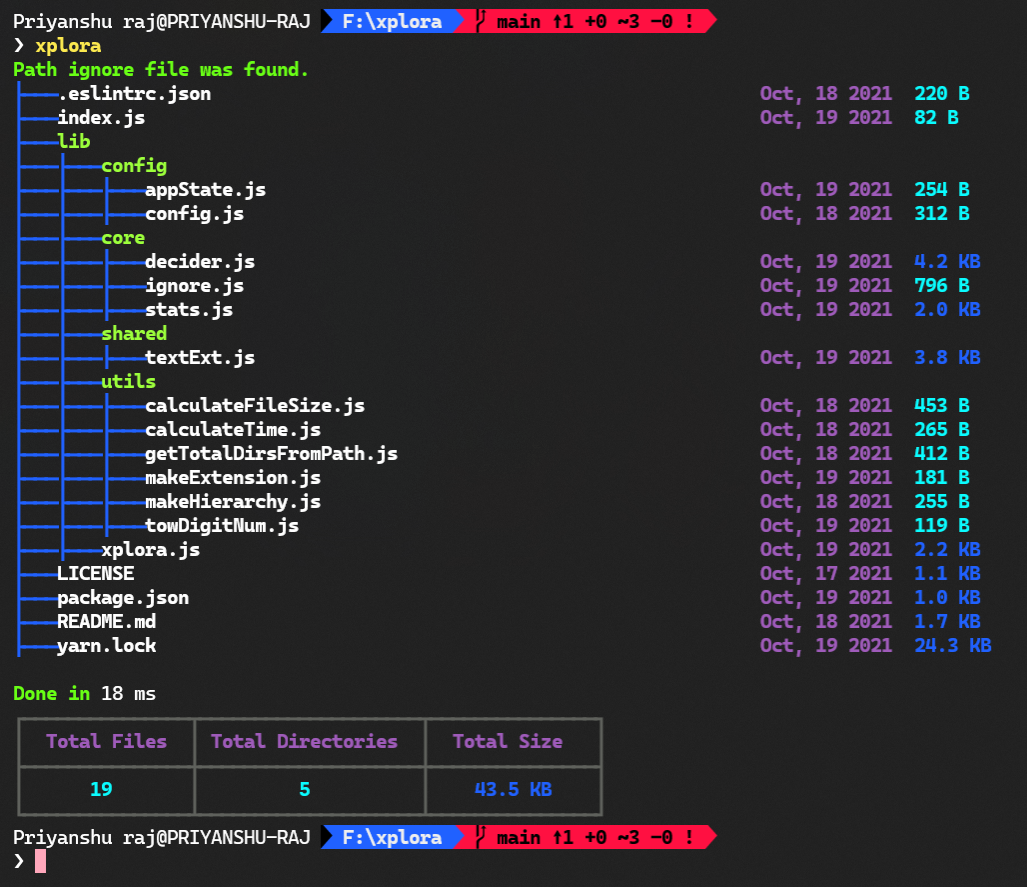 Priyanshu raj@PRIYANSHU-RAJ F:\xplora main ↑1 +0 ~3 -0 !
❯ xplora
Path ignore file was found.
├───.eslintrc.json Oct, 18 2021 220 B
├───index.js Oct, 19 2021 82 B
├───lib
├───├───config
├───├───├───appState.js Oct, 19 2021 254 B
├───├───├───config.js Oct, 18 2021 312 B
├───├───core
├───├───├───decider.js Oct, 19 2021 4.2 KB
├───├───├───ignore.js Oct, 19 2021 796 B
├───├───├───stats.js Oct, 19 2021 2.0 KB
├───├───shared
├───├───├───textExt.js Oct, 19 2021 3.8 KB
├───├───utils
├───├───├───calculateFileSize.js Oct, 18 2021 453 B
├───├───├───calculateTime.js Oct, 18 2021 265 B
├───├───├───getTotalDirsFromPath.js Oct, 18 2021 412 B
├───├───├───makeExtension.js Oct, 19 2021 181 B
├───├───├───makeHierarchy.js Oct, 18 2021 255 B
├───├───├───towDigitNum.js Oct, 19 2021 119 B
├───├───xplora.js Oct, 19 2021 2.2 KB
├───LICENSE Oct, 17 2021 1.1 KB
├───package.json Oct, 19 2021 1.0 KB
├───README.md Oct, 18 2021 1.7 KB
├───yarn.lock Oct, 19 2021 24.3 KB
Done in 18 ms
Total Files Total Directories Total Size
19 5 43.5 KB
Priyanshu raj@PRIYANSHU-RAJ F:\xplora main ↑1 +0 ~3 -0 !
❯